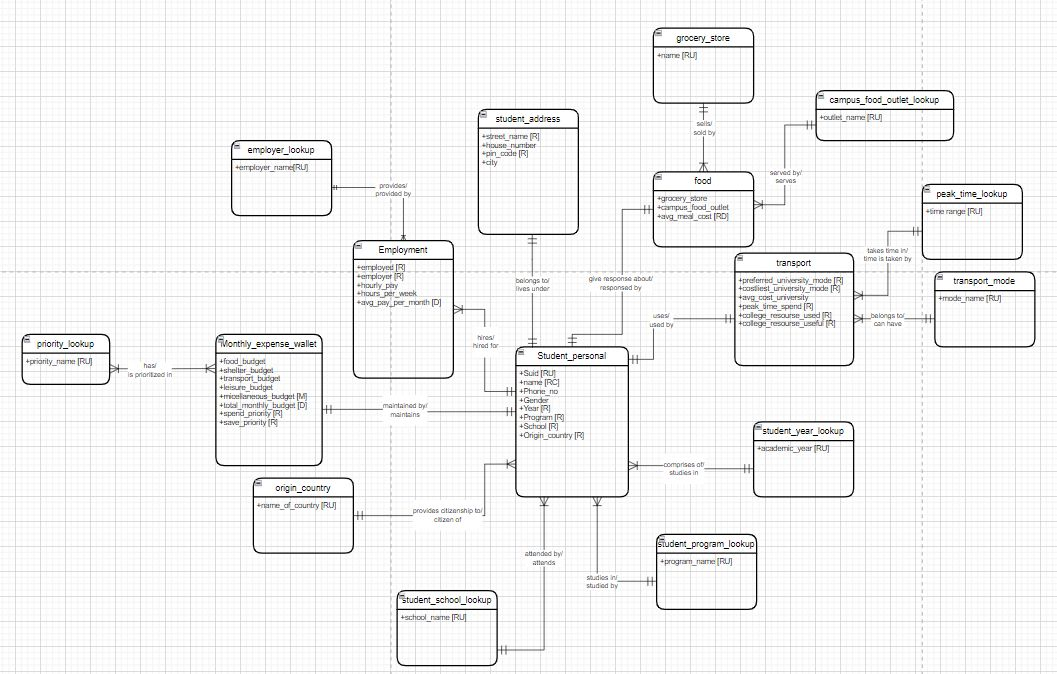 grocery_store
+name [RU]
sells/
sold by
campus_food_outlet_lookup
+outlet_name [RU]
served by/
serves
student_address
+street_name [R]
+house_number
+pin_code [R]
+city
employer_lookup
+employer_name[RU]
provides/
provided by
food
+grocery_store
+campus_food_outlet
+avg_meal_cost [RD]
peak_time_lookup
+time range [RU]
takes time in/
time is taken by
Employment
+employed [R]
+employer [R]
+hourly_pay
+hours_per_week
+avg_pay_per_month [D]
belongs to/
lives under
give response about/
responsed by
transport
+preferred_university_mode [R]
+costliest_university_mode [R]
+avg_cost_university
+peak_time_spend [R]
+college_resourse_used [R]
+college_resourse_useful [R]
transport_mode
+mode_name [RU]
belongs to/
can have
uses/
used by
hires/
hired for
priority_lookup
+priority_name [RU]
has/
is prioritized in
Monthly_expense_wallet
+food_budget
+shelter_budget
+transport_budget
+leisure_budget
+micellaneous_budget [M]
+total_monthly_budget [D]
+spend_priority [R]
+save_priority [R]
maintained by/
maintains
Student_personal
+Suid [RU]
+name [RC]
+Phone_no
+Gender
+Year [R]
+Program [R]
+School [R]
+Origin_country [R]
student_year_lookup
+academic_year [RU]
comprises of/
studies in
origin_country
+name_of_country [RU]
provides citizenship to/
citizen of
attended by/
attends
studies in/
studied by
student_program_lookup
+program_name [RU]
student_school_lookup
+school_name [RU]